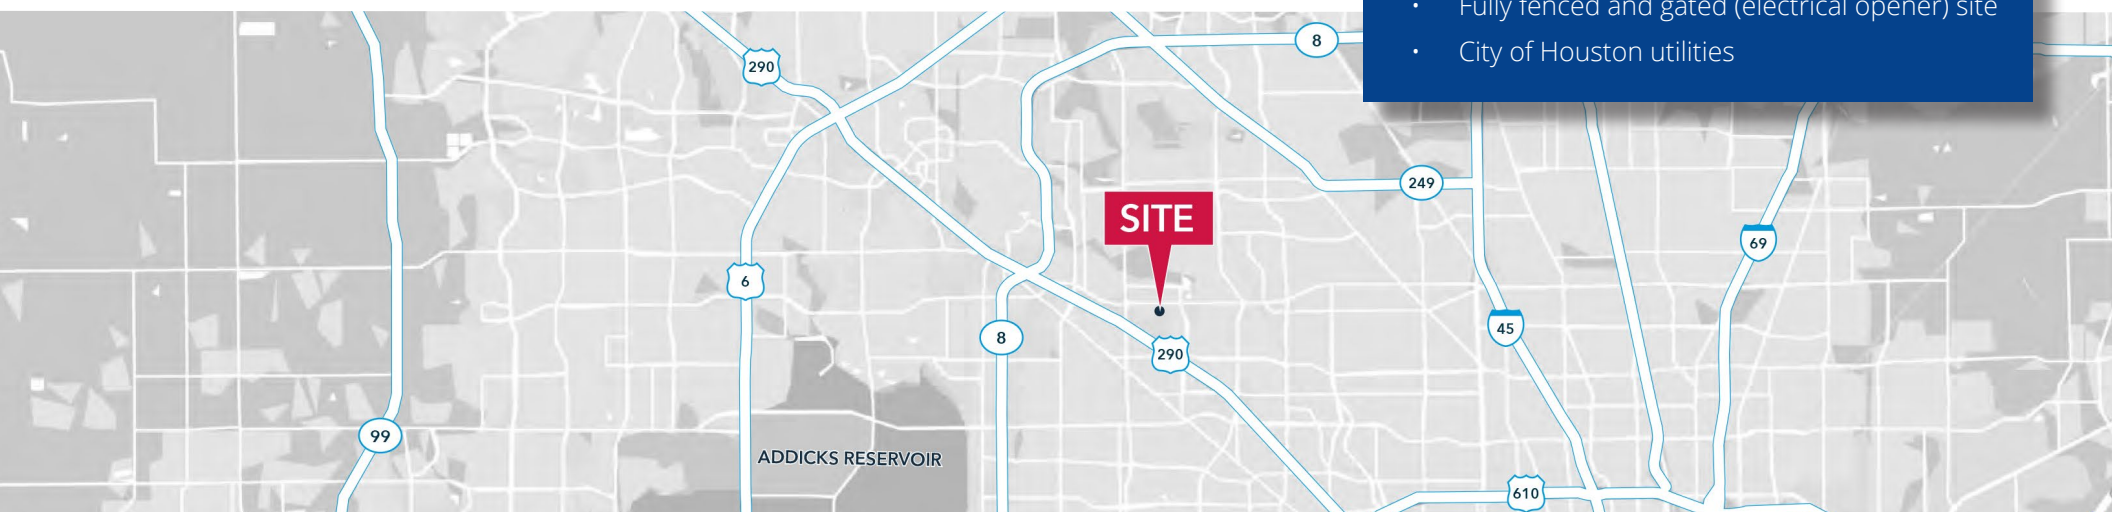 • Fully fenced and gated (electrical opener) site
• City of Houston utilities
8
290
249
SITE
69
6
45
8
290
99
ADDICKS RESERVOIR
610